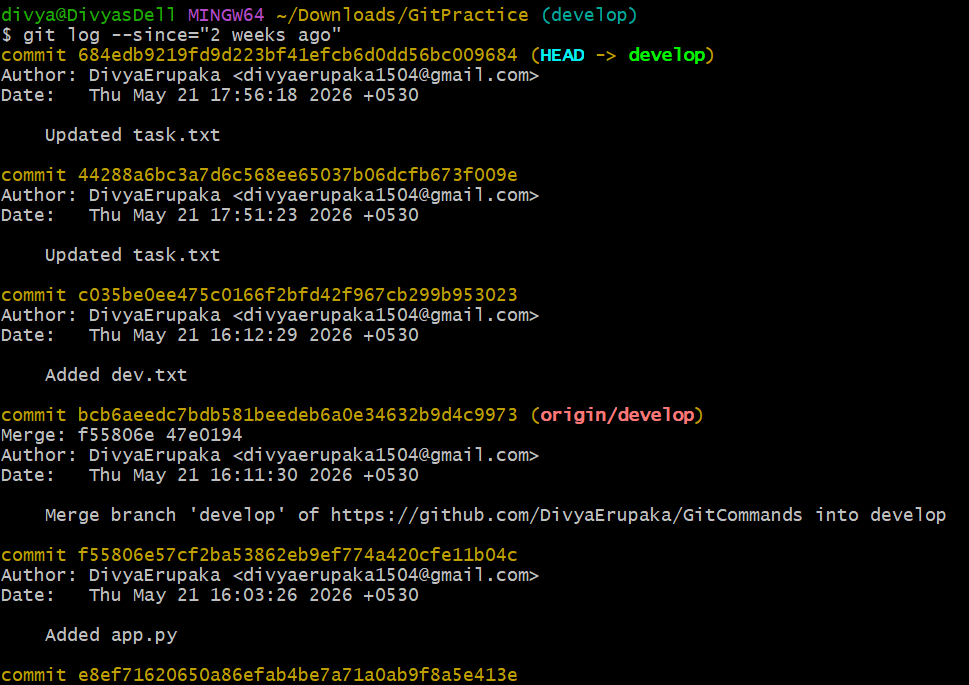 divya@DivyasDell MINGW64 ~/Downloads/GitPractice (develop)
$ git log --since="2 weeks ago"
commit 684edb9219fd9d223bf41efcb6d0dd56bc009684 (HEAD -> develop)
Author: DivyaErupaka <divyaerupaka1504@gmail.com>
Date:   Thu May 21 17:56:18 2026 +0530

    Updated task.txt

commit 44288a6bc3a7d6c568ee65037b06dcfb673f009e
Author: DivyaErupaka <divyaerupaka1504@gmail.com>
Date:   Thu May 21 17:51:23 2026 +0530

    Updated task.txt

commit c035be0ee475c0166f2bfd42f967cb299b953023
Author: DivyaErupaka <divyaerupaka1504@gmail.com>
Date:   Thu May 21 16:12:29 2026 +0530

    Added dev.txt

commit bcb6aeedc7bdb581beedeb6a0e34632b9d4c9973 (origin/develop)
Merge: f55806e 47e0194
Author: DivyaErupaka <divyaerupaka1504@gmail.com>
Date:   Thu May 21 16:11:30 2026 +0530

    Merge branch 'develop' of https://github.com/DivyaErupaka/GitCommands into develop

commit f55806e57cf2ba53862eb9ef774a420cfe11b04c
Author: DivyaErupaka <divyaerupaka1504@gmail.com>
Date:   Thu May 21 16:03:26 2026 +0530

    Added app.py

commit e8ef71620650a86efab4be7a71a0ab9f8a5e413e